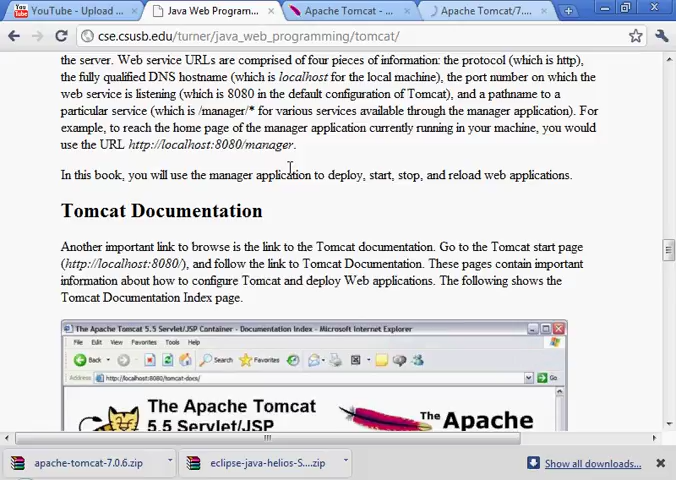 YouTube - Upload ...
Java Web Program...
Apache Tomcat - ...
Apache Tomcat/7....
cse.csusb.edu/turner/java_web_programming/tomcat/
the server. Web service URLs are comprised of four pieces of information: the protocol (which is http),
the fully qualified DNS hostname (which is localhost for the local machine), the port number on which the
web service is listening (which is 8080 in the default configuration of Tomcat), and a pathname to a
particular service (which is /manager/* for various services available through the manager application). For
example, to reach the home page of the manager application currently running in your machine, you would
use the URL http://localhost:8080/manager.
In this book, you will use the manager application to deploy, start, stop, and reload web applications.
Tomcat Documentation
Another important link to browse is the link to the Tomcat documentation. Go to the Tomcat start page
(http://localhost:8080/), and follow the link to Tomcat Documentation. These pages contain important
information about how to configure Tomcat and deploy Web applications. The following shows the
Tomcat Documentation Index page.
The Apache Tomcat 5.5 Servlet/JSP Container - Documentation Index - Microsoft Internet Explorer
File Edit View Favorites Tools Help
Back Search Favorites
Address http://localhost:8080/tomcat-docs/ Go
The Apache Tomcat
5.5 Servlet/JSP
The
Apache
apache-tomcat-7.0.6.zip
eclipse-java-helios-S....zip
Show all downloads...